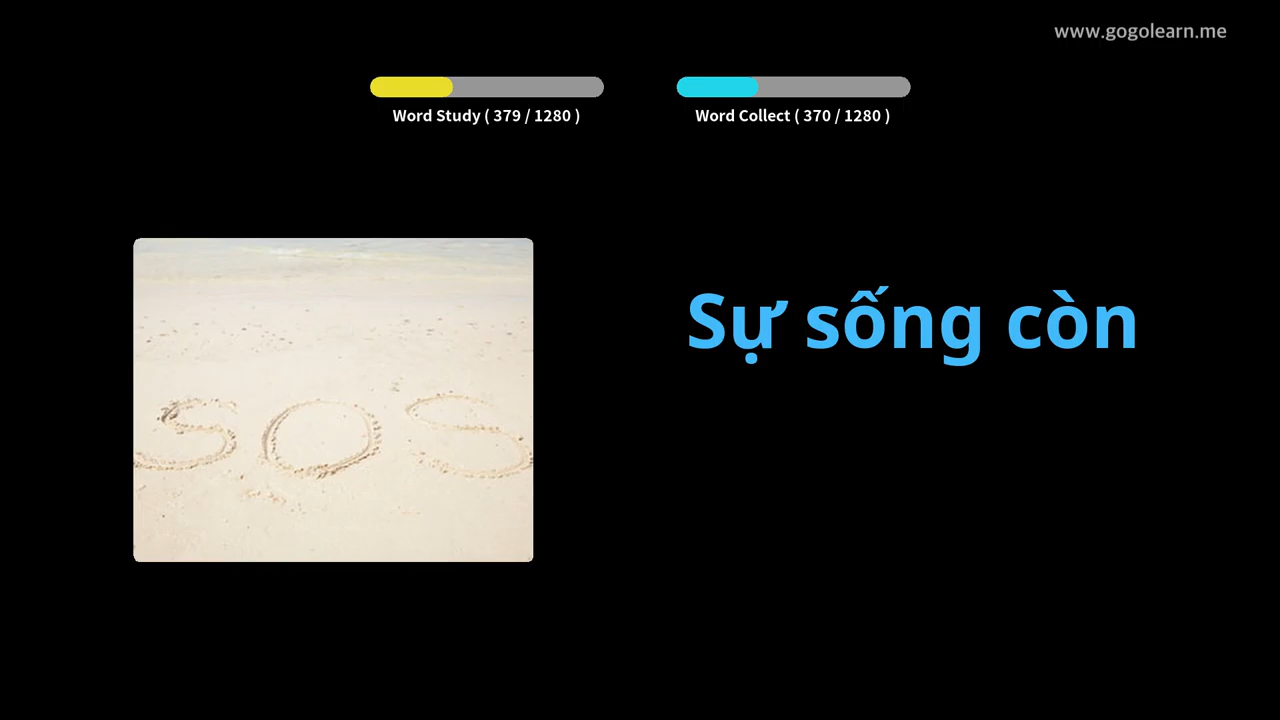 www.gogolearn.me
Word Study ( 379 / 1280 )
Word Collect ( 370 / 1280 )
Sự sống còn
SOS